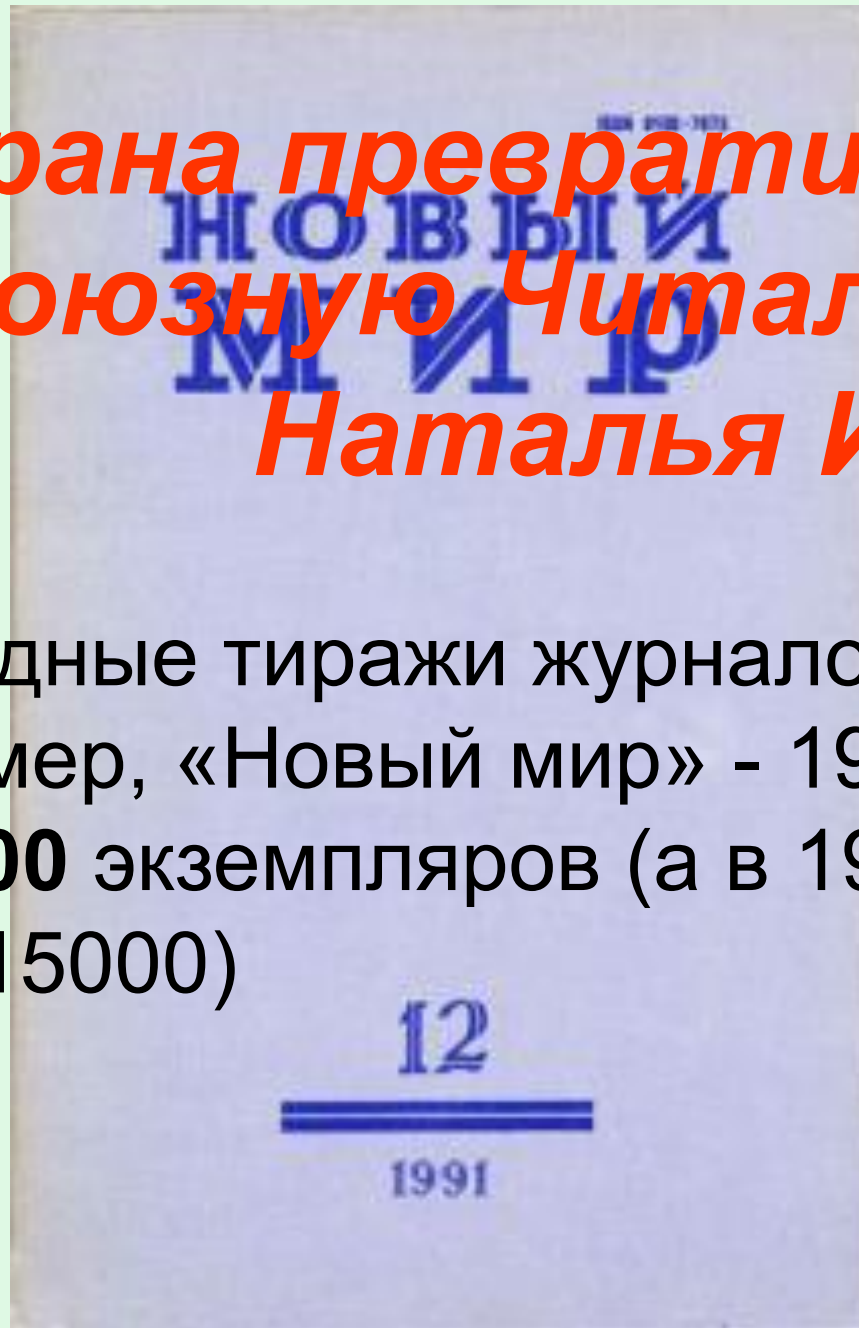 рана преврати
НОВЫЙ
оюзную Читал
МИР
Наталья И
дные тиражи журнало
мер, «Новый мир» - 19
00 экземпляров (а в 19
15000)
12
1991